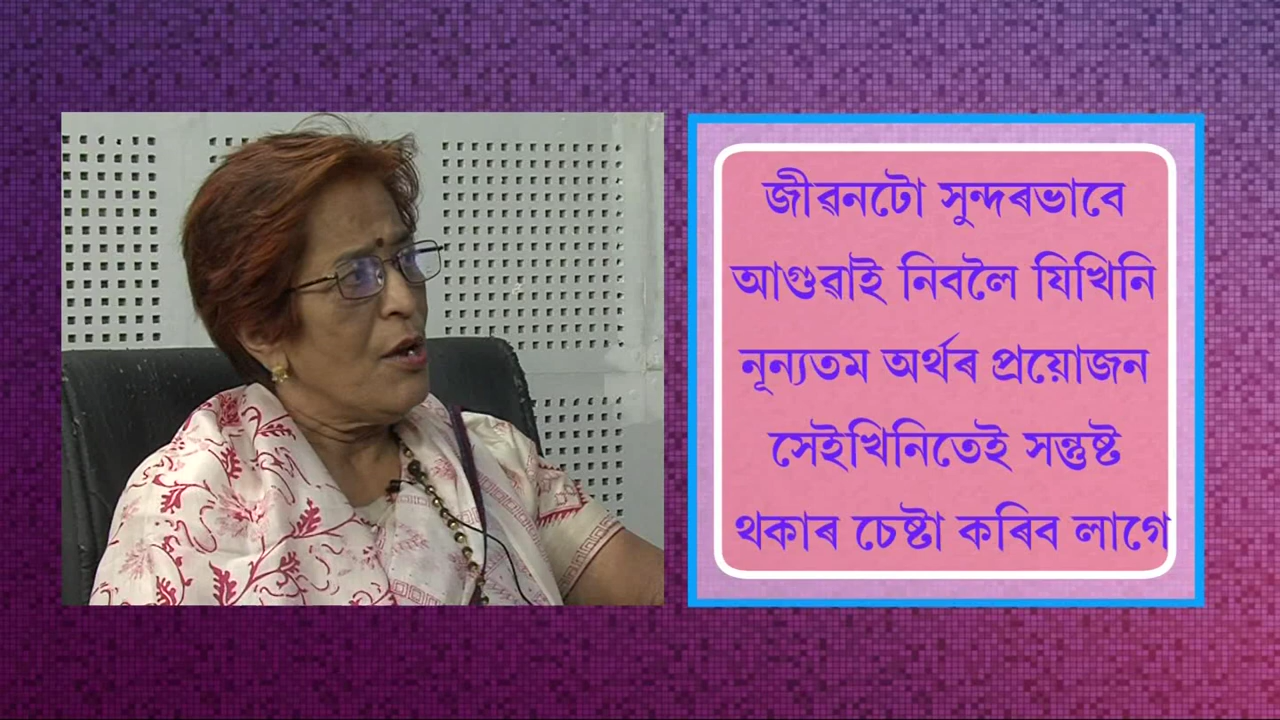 জীৱনটো সুন্দৰভাবে
আগুৱাই নিবলৈ যিখিনি
নূন্যতম অৰ্থৰ প্ৰয়োজন
সেইখিনিতেই সন্তুষ্ট
থকাৰ চেষ্টা কৰিব লাগে